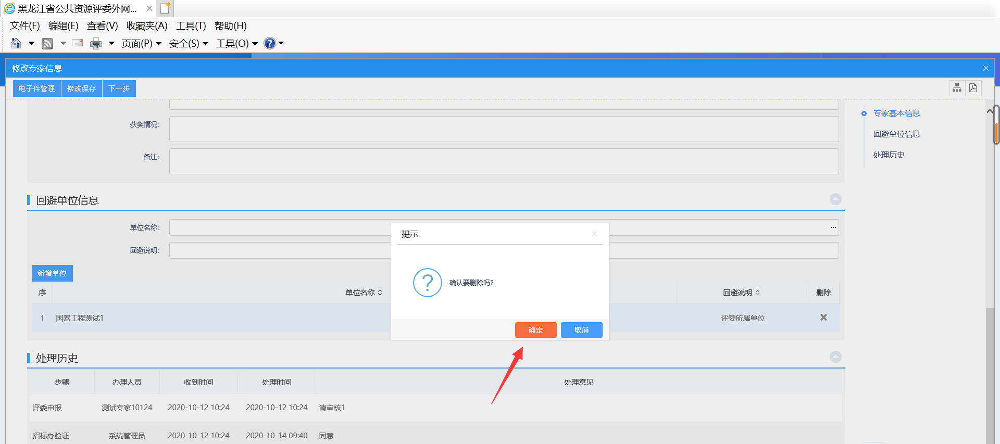 黑龙江省公共资源评委外网...
文件(F) 编辑(E) 查看(V) 收藏夹(A) 工具(T) 帮助(H)
页面(P) 安全(S) 工具(O)
修改专家信息
电子件管理 修改保存 下一步
专家基本信息
回避单位信息
处理历史
获奖情况:
备注:
回避单位信息
单位名称: ...
回避说明:
新增单位
序 单位名称 回避说明 删除
1 国泰工程测试1 评委所属单位
提示
?
确认要删除吗?
确定 取消
处理历史
步骤 办理人员 收到时间 处理时间 处理意见
评委申报 测试专家10124 2020-10-12 10:24 2020-10-12 10:24 请审核1
招标办验证 系统管理员 2020-10-12 10:24 2020-10-14 09:40 同意